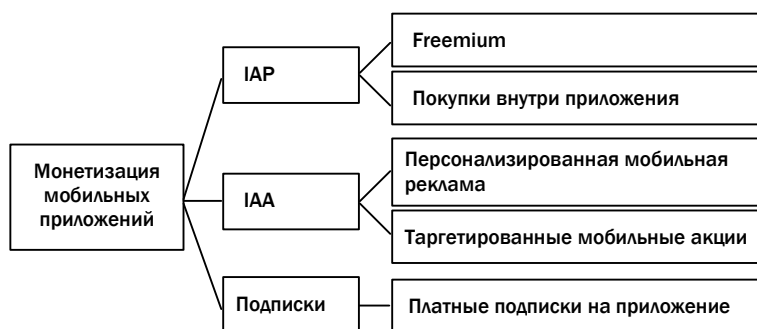 Freemium
IAP
Покупки внутри приложения
Монетизация
мобильных
приложений
Персонализированная мобильная
реклама
IAA
Таргетированные мобильные акции
Подписки
Платные подписки на приложение